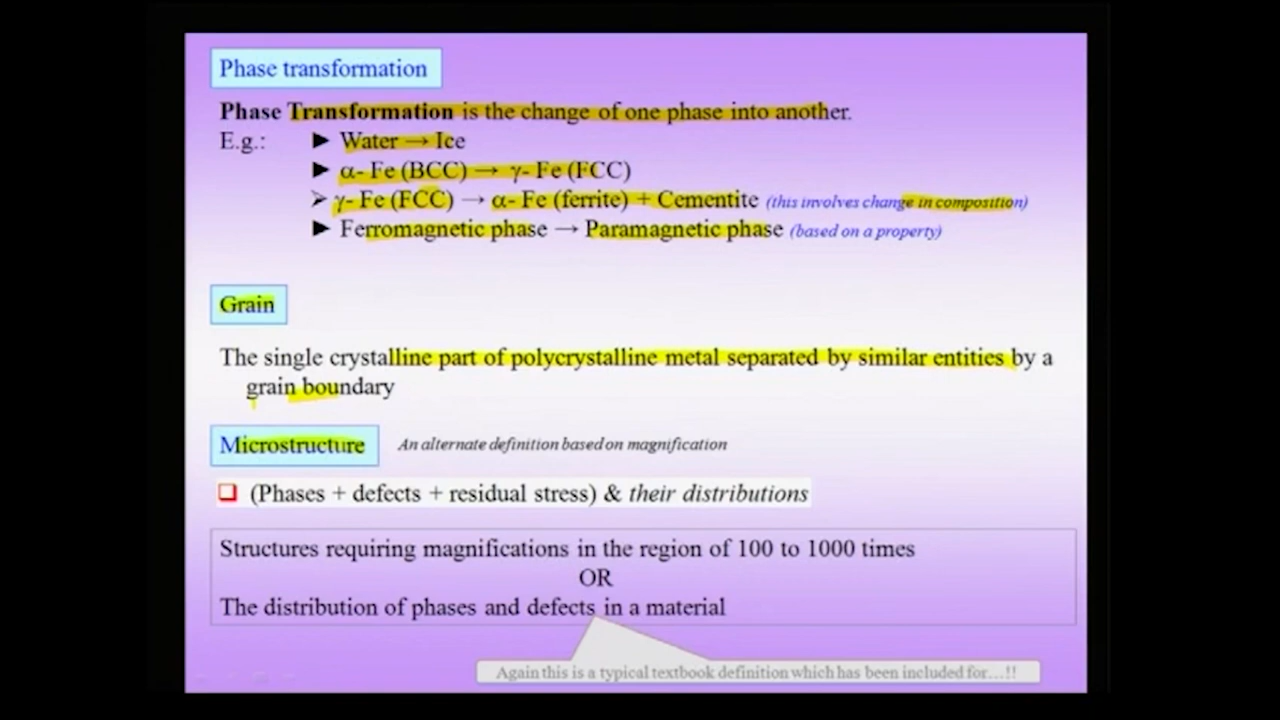 Phase transformation
Phase Transformation is the change of one phase into another.
E.g.: ► Water → Ice
► α- Fe (BCC) → γ- Fe (FCC)
➢ γ- Fe (FCC) → α- Fe (ferrite) + Cementite (this involves change in composition)
► Ferromagnetic phase → Paramagnetic phase (based on a property)
Grain
The single crystalline part of polycrystalline metal separated by similar entities by a
grain boundary
Microstructure An alternate definition based on magnification
❑ (Phases + defects + residual stress) & their distributions
Structures requiring magnifications in the region of 100 to 1000 times
OR
The distribution of phases and defects in a material
Again this is a typical textbook definition which has been included for…!!